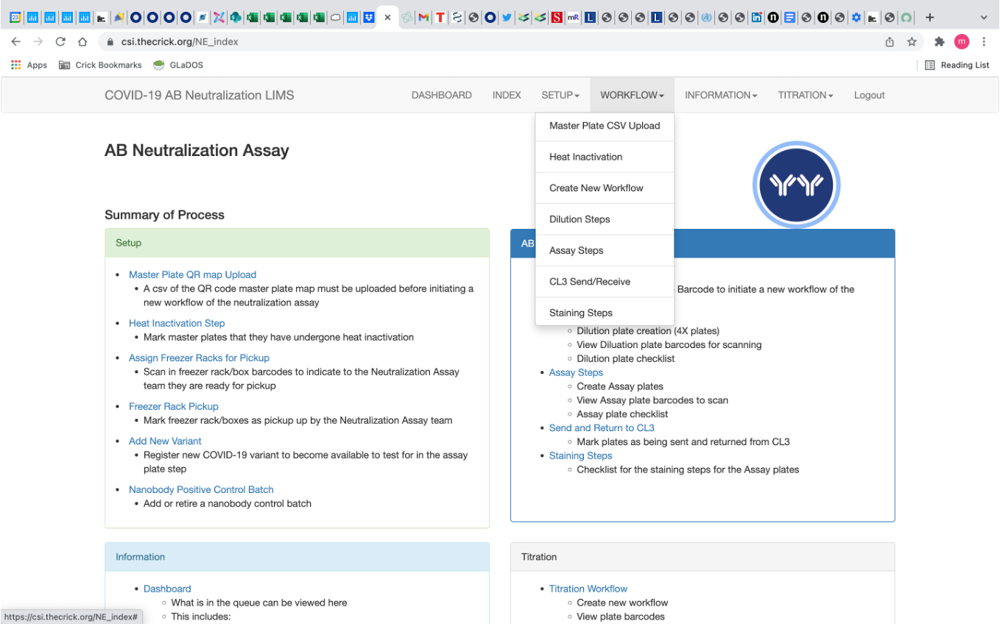 23
csi.thecrick.org/NE_index
m
Apps
Crick Bookmarks
GLaDOS
Reading List
COVID-19 AB Neutralization LIMS
DASHBOARD
INDEX
SETUP
WORKFLOW
INFORMATION
TITRATION
Logout
Master Plate CSV Upload
Heat Inactivation
Create New Workflow
Dilution Steps
Assay Steps
CL3 Send/Receive
Staining Steps
AB Neutralization Assay
Summary of Process
Setup
Master Plate QR map Upload
A csv of the QR code master plate map must be uploaded before initiating a
new workflow of the neutralization assay
Heat Inactivation Step
Mark master plates that they have undergone heat inactivation
Assign Freezer Racks for Pickup
Scan in freezer rack/box barcodes to indicate to the Neutralization Assay
team they are ready for pickup
Freezer Rack Pickup
Mark freezer rack/boxes as pickup up by the Neutralization Assay team
Add New Variant
Register new COVID-19 variant to become available to test for in the assay
plate step
Nanobody Positive Control Batch
Add or retire a nanobody control batch
AB
Barcode to initiate a new workflow of the
Dilution plate creation (4X plates)
View Diluation plate barcodes for scanning
Dilution plate checklist
Assay Steps
Create Assay plates
View Assay plate barcodes to scan
Assay plate checklist
Send and Return to CL3
Mark plates as being sent and returned from CL3
Staining Steps
Checklist for the staining steps for the Assay plates
Information
Dashboard
What is in the queue can be viewed here
This includes:
Titration
Titration Workflow
Create new workflow
View plate barcodes
https://csi.thecrick.org/NE_index#